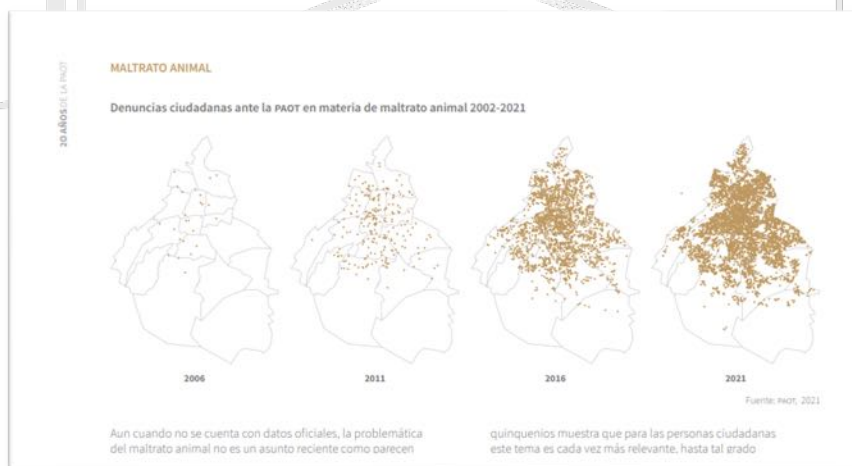 20 AÑOS DE LA PAOT
MALTRATO ANIMAL
Denuncias ciudadanas ante la PAOT en materia de maltrato animal 2002-2021
2006
2011
2016
2021
Fuente: PAOT, 2021
Aun cuando no se cuenta con datos oficiales, la problemática
del maltrato animal no es un asunto reciente como parecen
quinquenios muestra que para las personas ciudadanas
este tema es cada vez más relevante, hasta tal grado